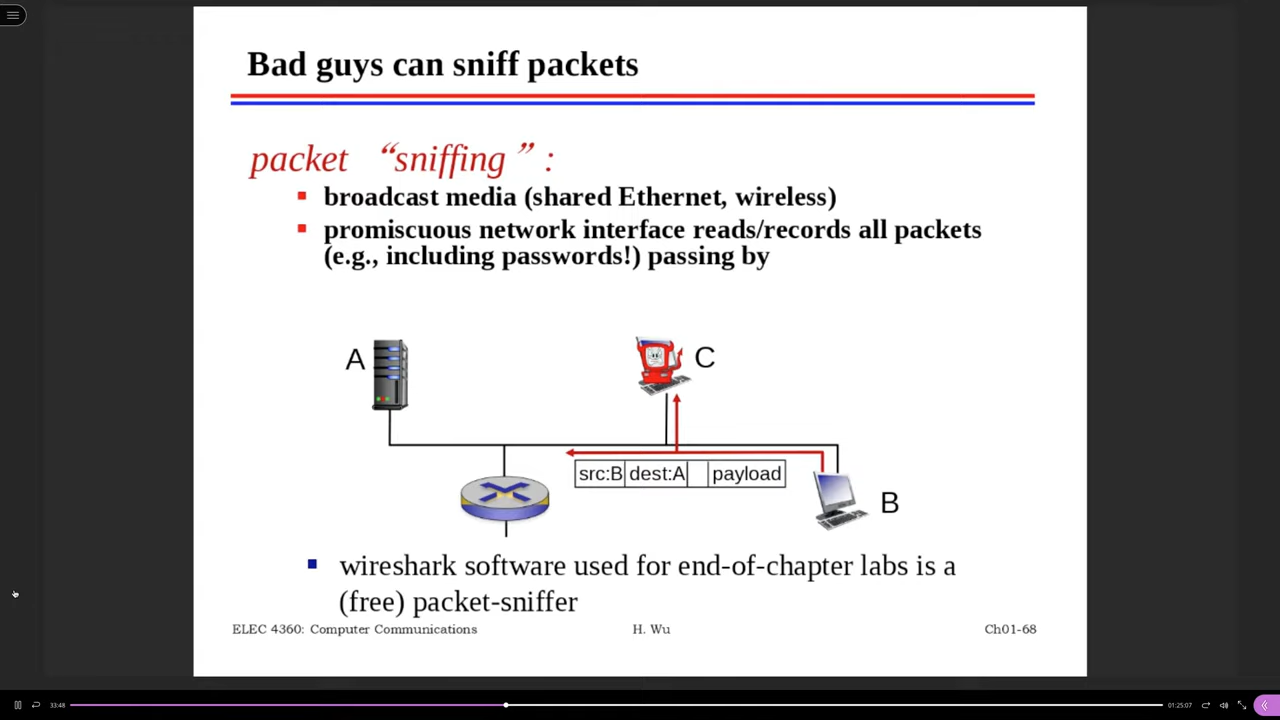 Bad guys can sniff packets
packet “sniffing”:
broadcast media (shared Ethernet, wireless)
promiscuous network interface reads/records all packets
(e.g., including passwords!) passing by
A
C
src:B dest:A payload
B
wireshark software used for end-of-chapter labs is a
(free) packet-sniffer
ELEC 4360: Computer Communications H. Wu Ch01-68
33:48 01:25:07